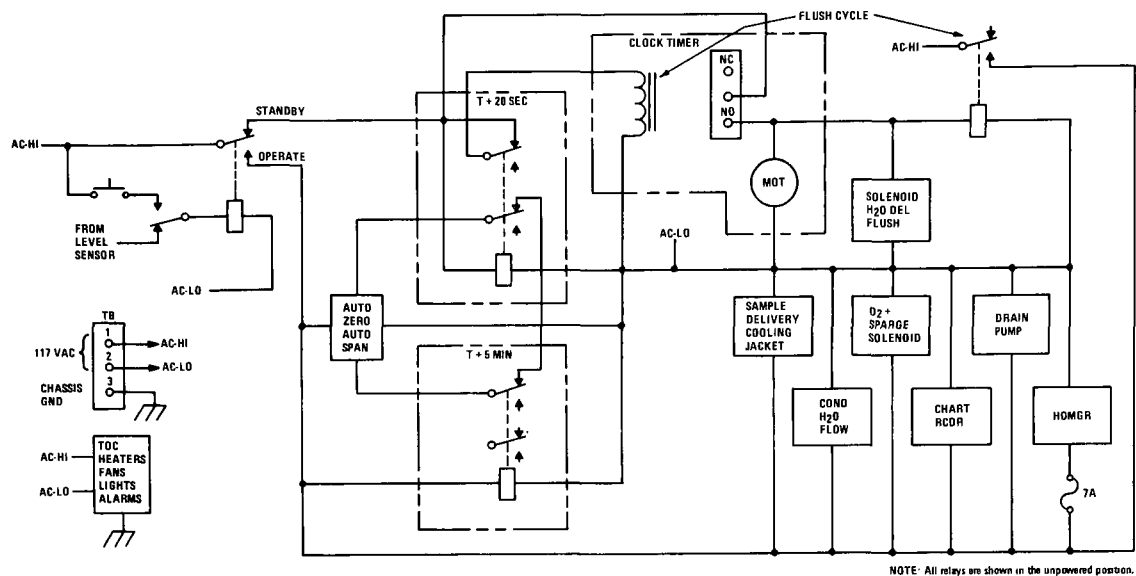 FLUSH CYCLE
CLOCK TIMER
AC-HI
NC
T + 20 SEC
NO
STANDBY
AC-HI
OPERATE
MOT
SOLENOID
H2O DEL
FLUSH
FROM
LEVEL
SENSOR
AC-LO
AC-LO
AUTO
ZERO
AUTO
SPAN
SAMPLE
DELIVERY
COOLING
JACKET
O2 +
SPARGE
SOLENOID
DRAIN
PUMP
TB
1
AC-HI
117 VAC
2
AC-LO
3
CHASSIS
GND
T + 5 MIN
COND
H2O
FLOW
CHART
RCDR
HOMGR
TOC
HEATERS
FANS
LIGHTS
ALARMS
AC-HI
AC-LO
7A
NOTE: All relays are shown in the unpowered position.